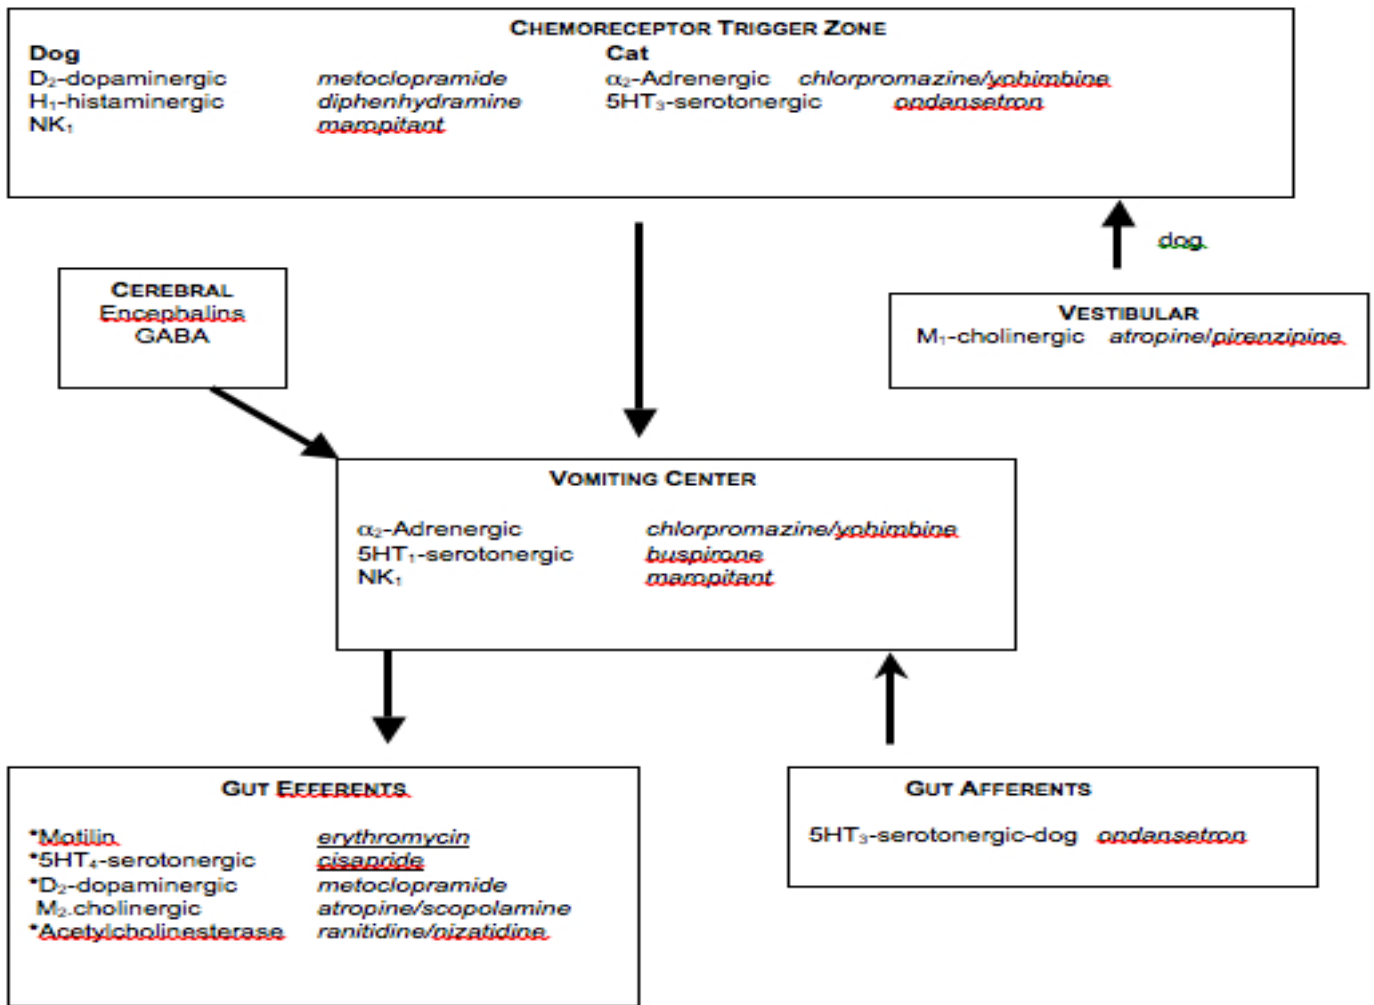 CHEMORECEPTOR TRIGGER ZONE
Dog Cat
D₂-dopaminergic metoclopramide α₂-Adrenergic chlorpromazine/yohimbine
H₁-histaminergic diphenhydramine 5HT₃-serotonergic ondansetron
NK₁ maropitant
dog
CEREBRAL
Encephalins
GABA
VESTIBULAR
M₁-cholinergic atropine/pirenzipine
VOMITING CENTER
α₂-Adrenergic chlorpromazine/yohimbine
5HT₁-serotonergic buspirone
NK₁ maropitant
GUT EFFERENTS
*Motilin erythromycin
*5HT₄-serotonergic cisapride
*D₂-dopaminergic metoclopramide
M₂.cholinergic atropine/scopolamine
*Acetylcholinesterase ranitidine/nizatidine
GUT AFFERENTS
5HT₃-serotonergic-dog ondansetron